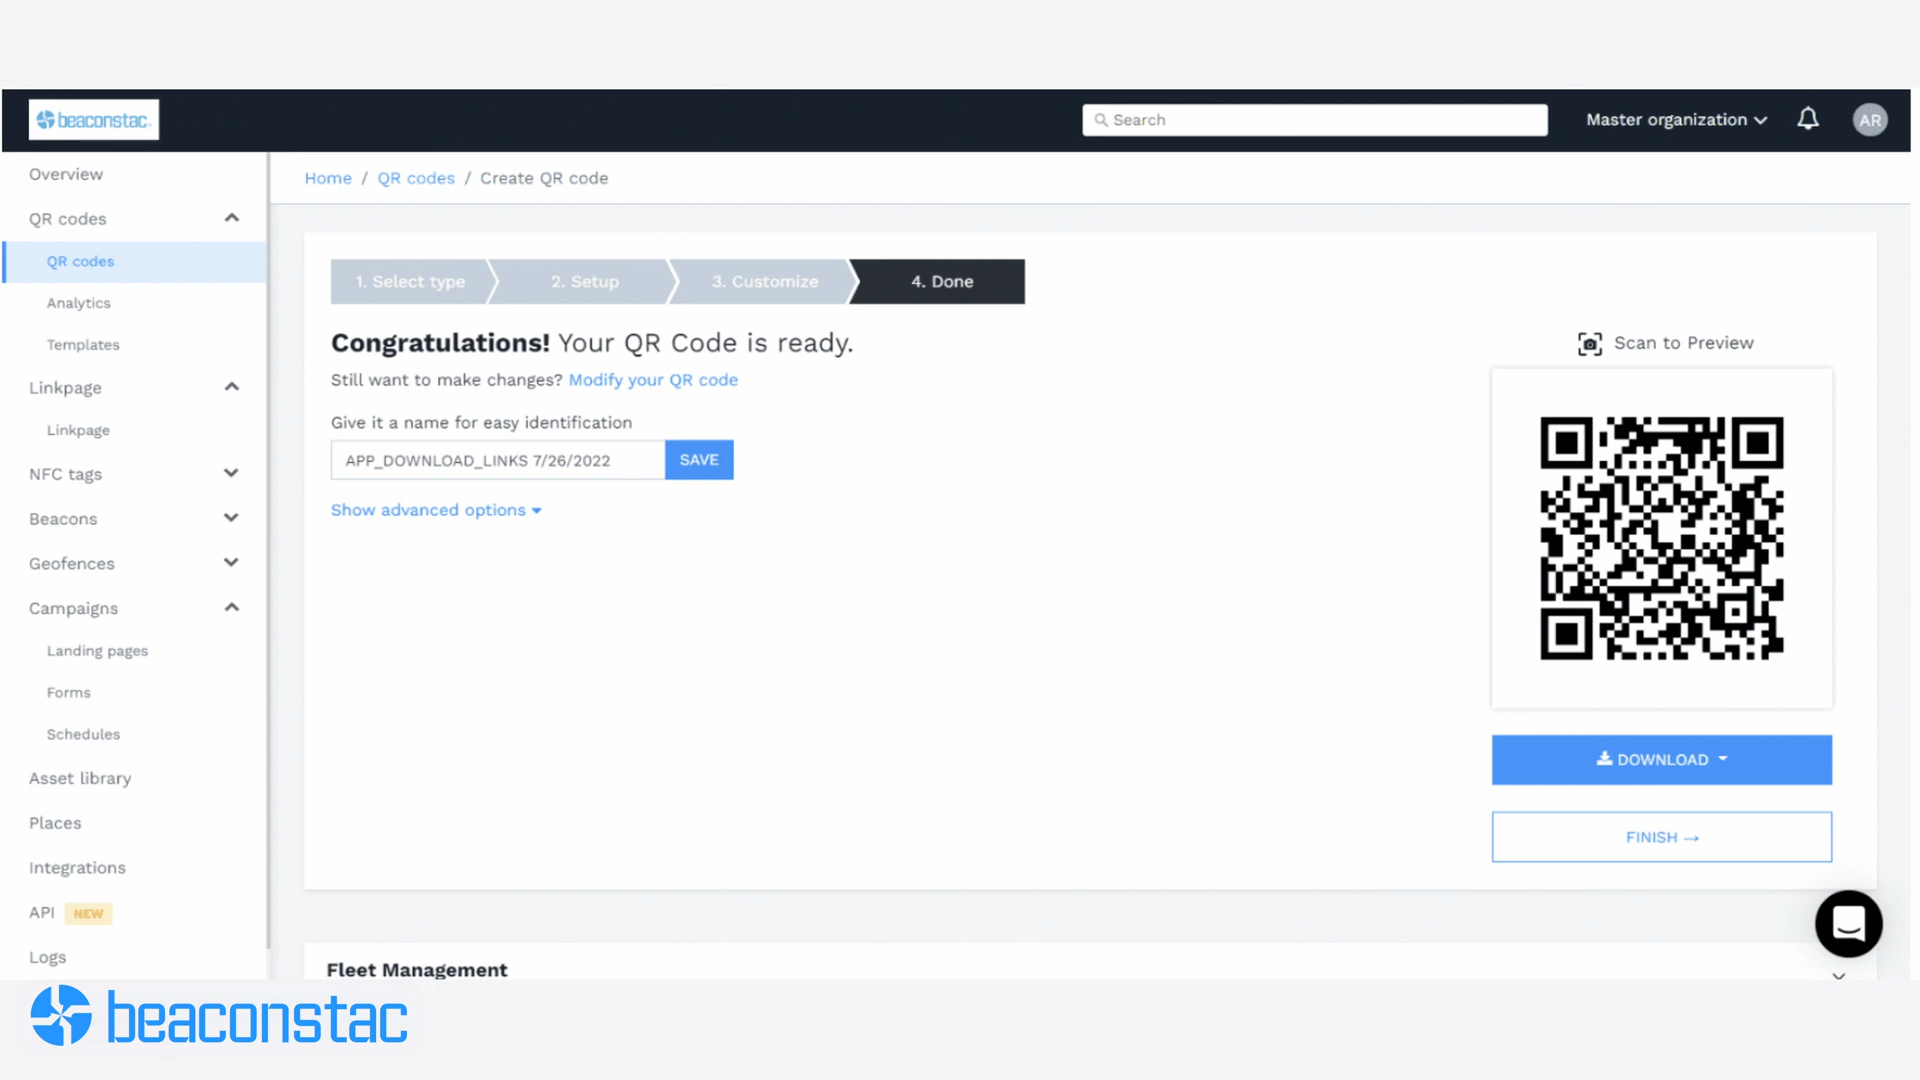 beaconstac
Search
Master organization
AR
Overview
QR codes
QR codes
Analytics
Templates
Linkpage
Linkpage
NFC tags
Beacons
Geofences
Campaigns
Landing pages
Forms
Schedules
Asset library
Places
Integrations
API NEW
Logs
Home / QR codes / Create QR code
1. Select type
2. Setup
3. Customize
4. Done
Congratulations! Your QR Code is ready.
Still want to make changes? Modify your QR code
Give it a name for easy identification
APP_DOWNLOAD_LINKS 7/26/2022 SAVE
Show advanced options
Scan to Preview
DOWNLOAD
FINISH →
Fleet Management
beaconstac